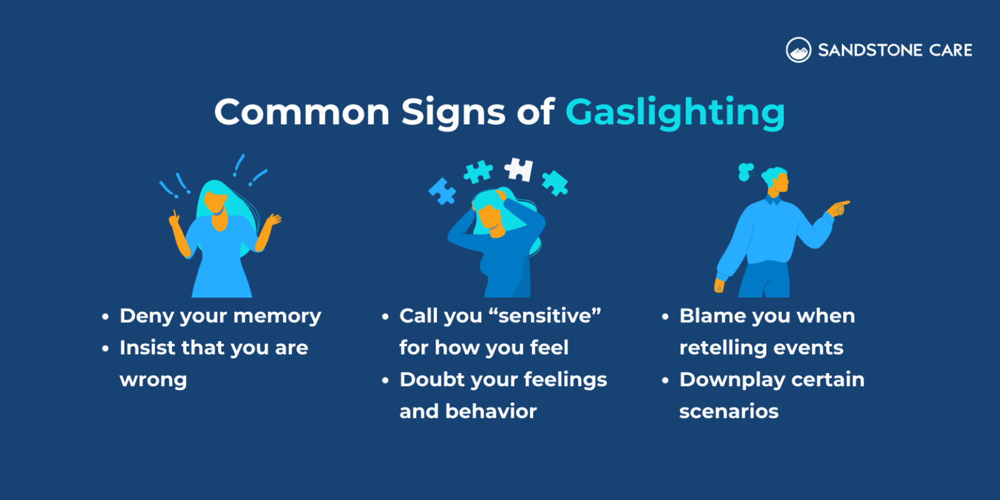 SANDSTONE CARE
Common Signs of Gaslighting
• Deny your memory
• Insist that you are
wrong
• Call you “sensitive”
for how you feel
• Doubt your feelings
and behavior
• Blame you when
retelling events
• Downplay certain
scenarios